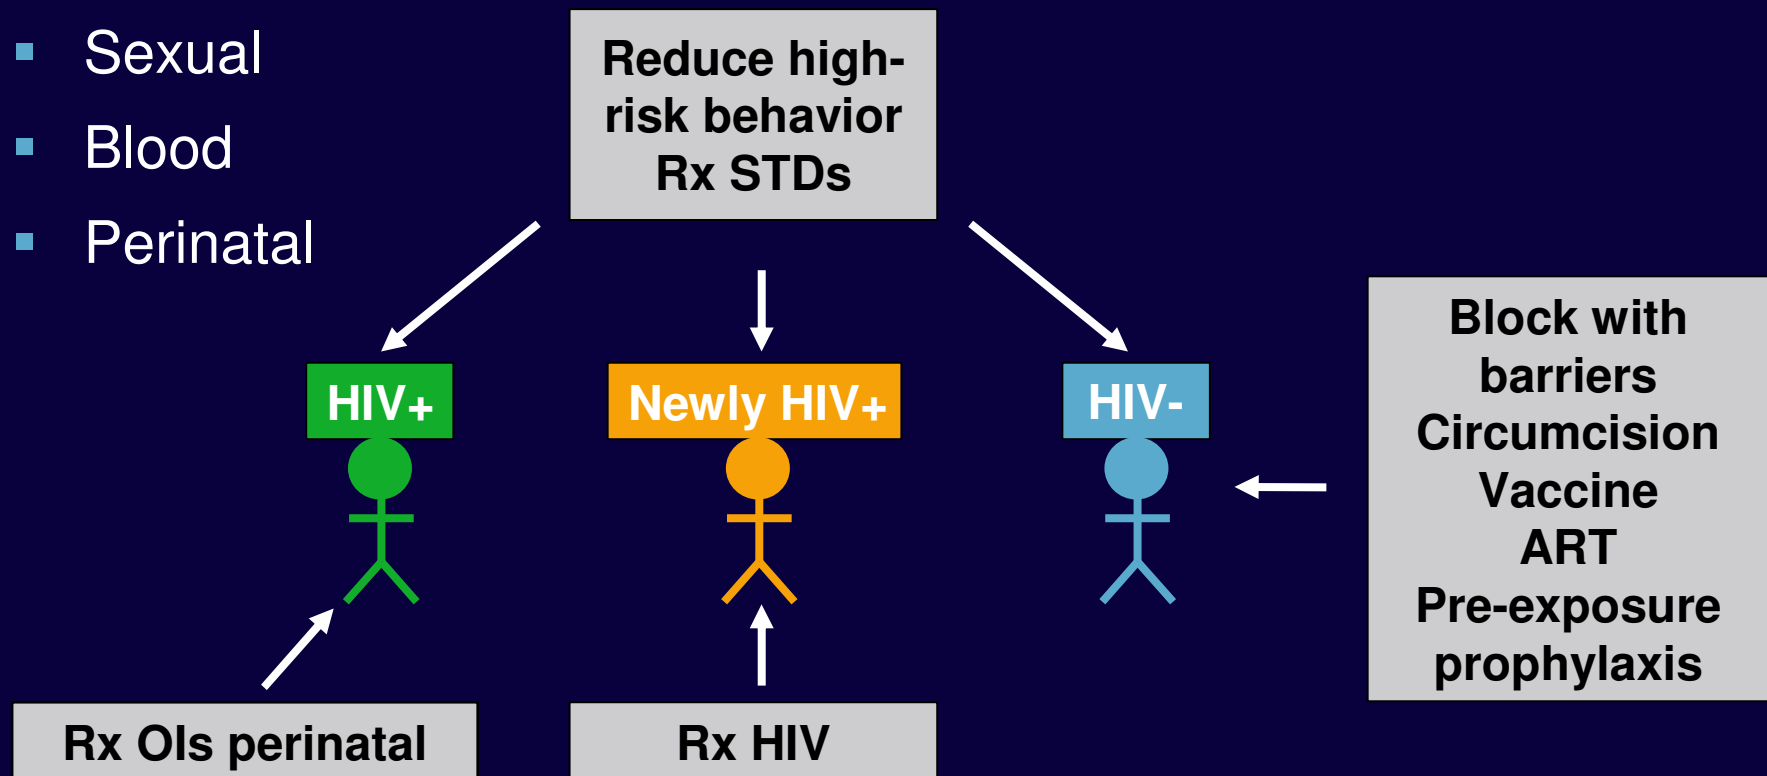 Sexual
Blood
Perinatal
Reduce high-
risk behavior
Rx STDs
HIV+
Newly HIV+
HIV-
Block with
barriers
Circumcision
Vaccine
ART
Pre-exposure
prophylaxis
Rx OIs perinatal
Rx HIV